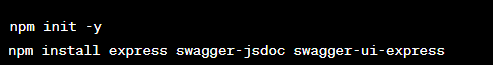 npm init -y
npm install express swagger-jsdoc swagger-ui-express